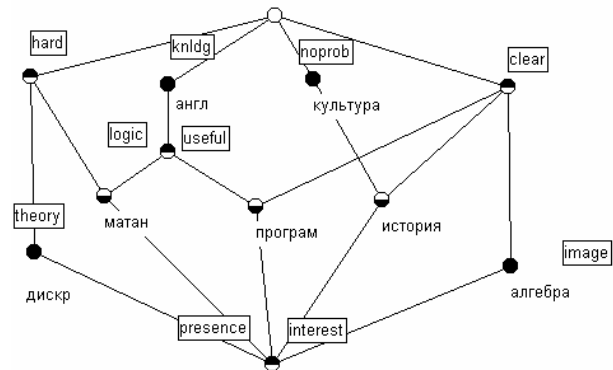 hard
knldg
noprob
clear
англ
культура
logic
useful
theory
матан
програм
история
image
дискр
алгебра
presence
interest